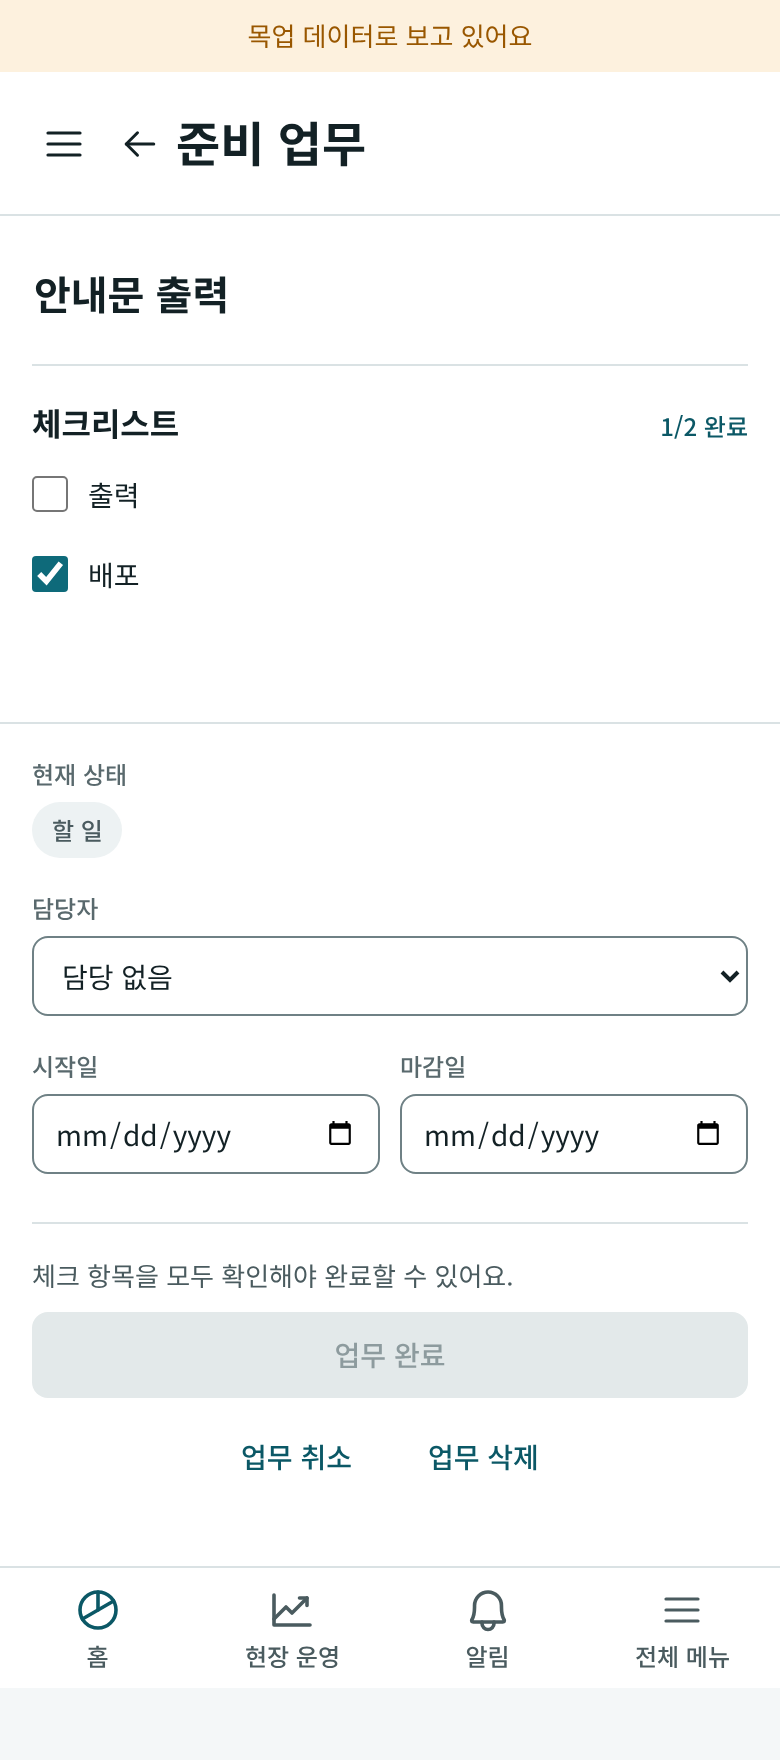 목업 데이터로 보고 있어요
준비 업무
안내문 출력
체크리스트
1/2 완료
출력
배포
현재 상태
할 일
담당자
담당 없음
시작일
마감일
mm/dd/yyyy
mm/dd/yyyy
체크 항목을 모두 확인해야 완료할 수 있어요.
업무 완료
업무 취소
업무 삭제
홈
현장 운영
알림
전체 메뉴